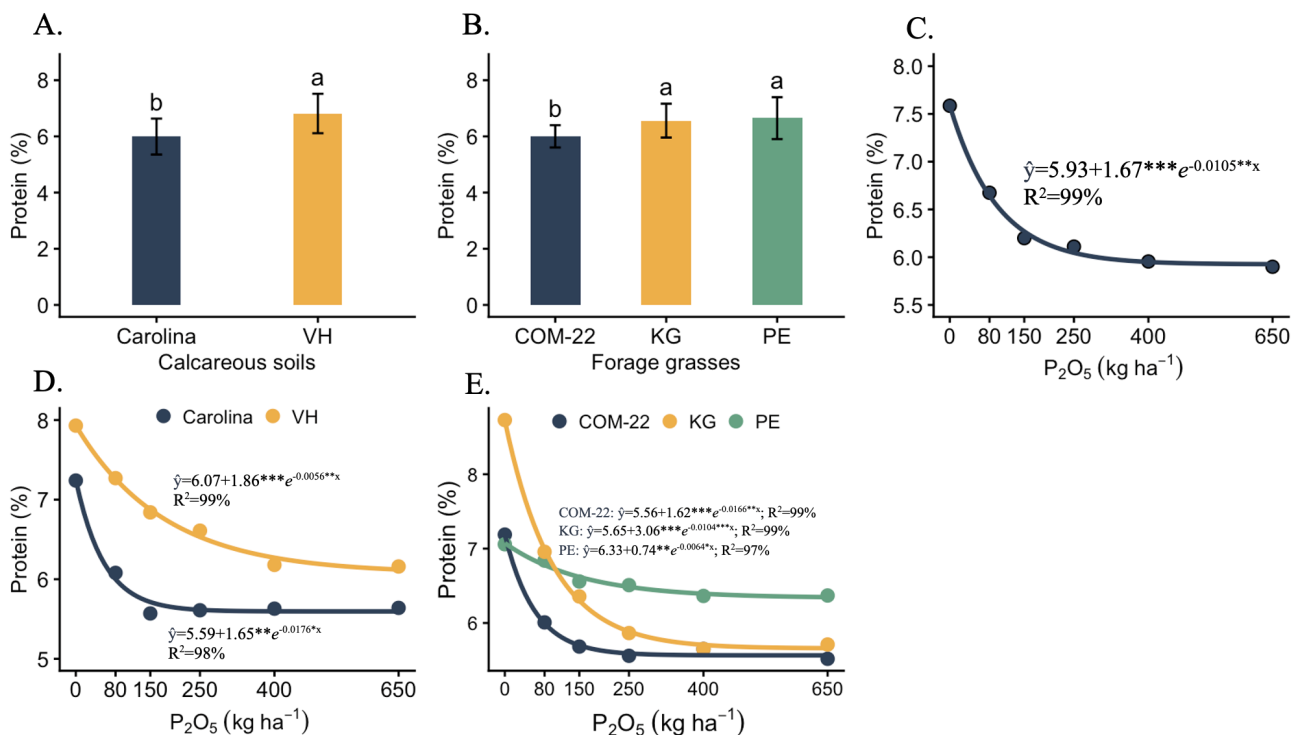 A.
Protein (%)
8
6
4
2
0
b
a
Carolina
VH
Calcareous soils
B.
Protein (%)
8
6
4
2
0
b
a
a
COM-22
KG
PE
Forage grasses
C.
Protein (%)
8.0
7.5
7.0
6.5
6.0
5.5
ŷ=5.93+1.67***e^-0.0105**x
R²=99%
0
80
150
250
400
650
P₂O₅ (kg ha⁻¹)
D.
Carolina VH
Protein (%)
8
7
6
5
ŷ=6.07+1.86***e^-0.0056**x
R²=99%
ŷ=5.59+1.65**e^-0.0176*x
R²=98%
0
80
150
250
400
650
P₂O₅ (kg ha⁻¹)
E.
COM-22 KG PE
Protein (%)
8
7
6
COM-22: ŷ=5.56+1.62***e^-0.0166**x; R²=99%
KG: ŷ=5.65+3.06***e^-0.0104***x; R²=99%
PE: ŷ=6.33+0.74**e^-0.0064*x; R²=97%
0
80
150
250
400
650
P₂O₅ (kg ha⁻¹)